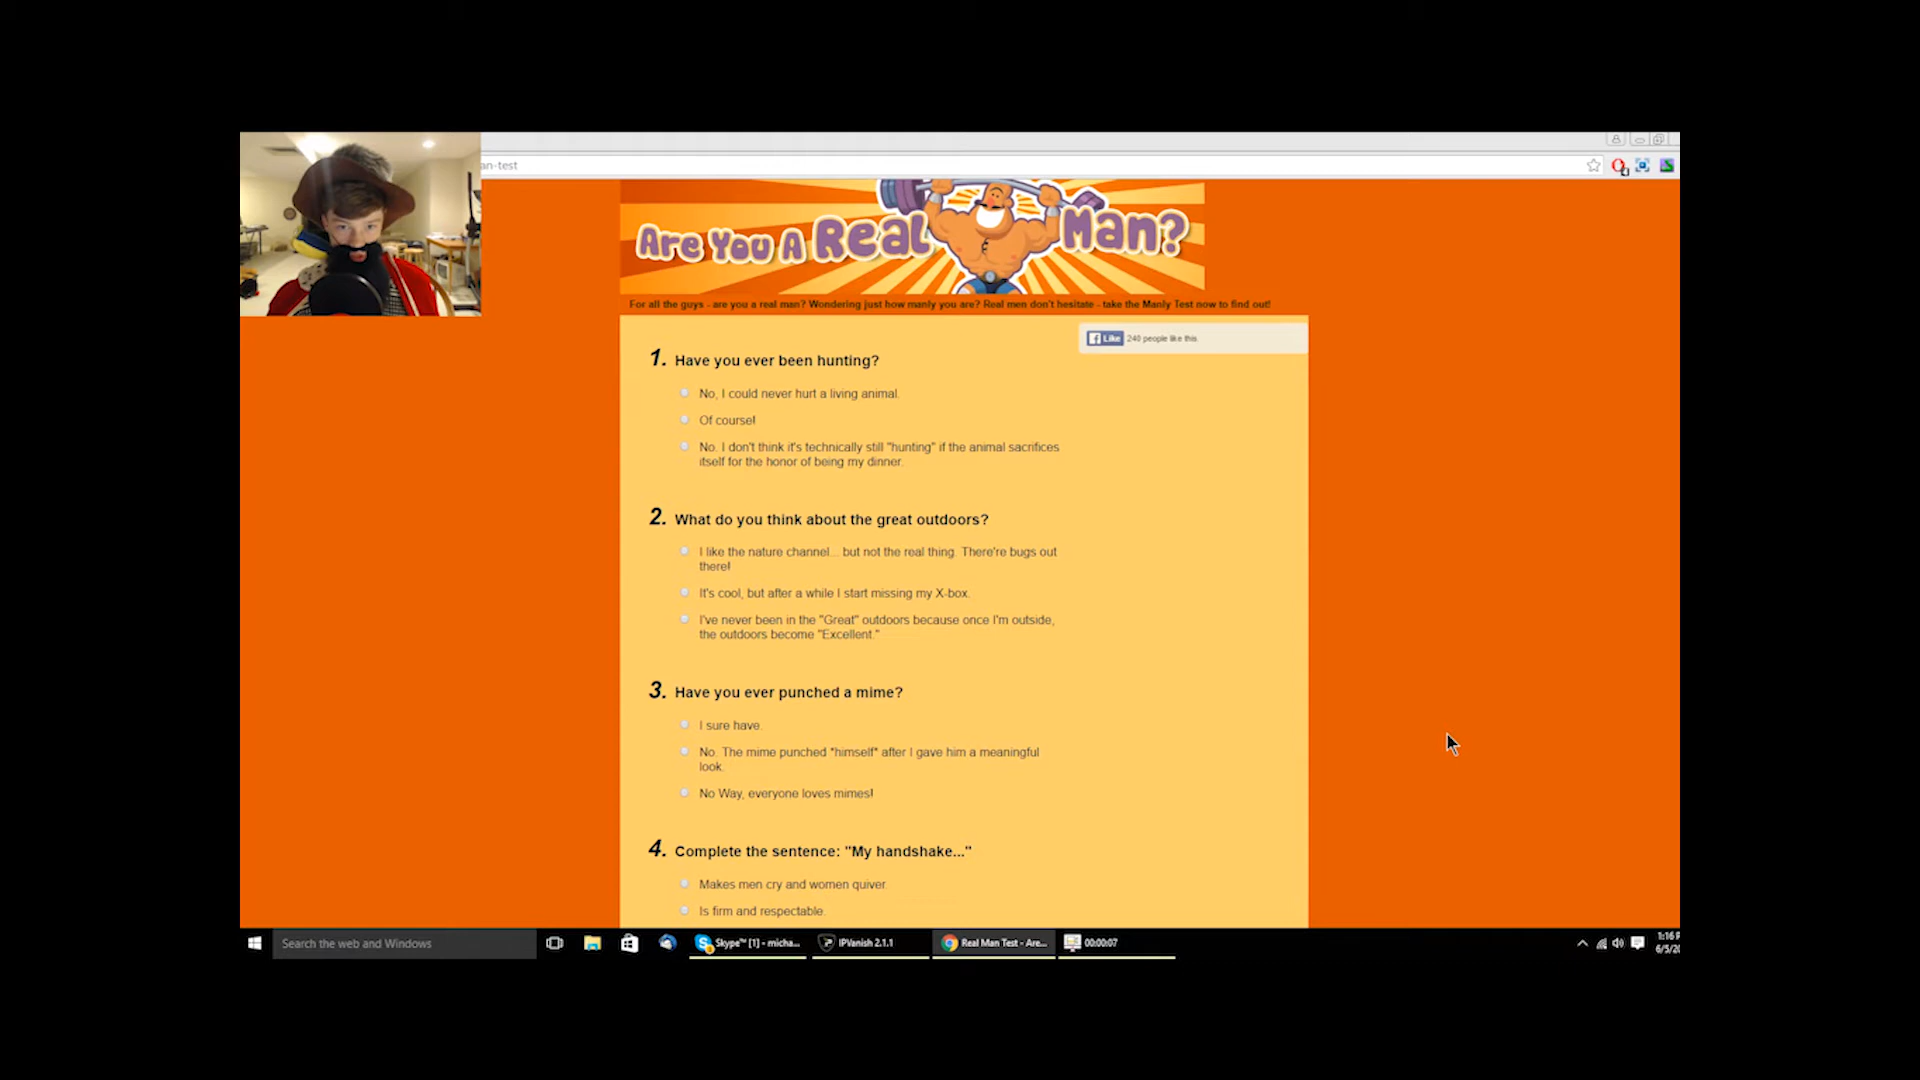 an-test
Are You A Real Man?
For all the guys - are you a real man? Wondering just how manly you are? Real men don't hesitate - take the Manly Test now to find out!
Like 240 people like this
1. Have you ever been hunting?
No, I could never hurt a living animal.
Of course!
No. I don't think it's technically still "hunting" if the animal sacrifices
itself for the honor of being my dinner.
2. What do you think about the great outdoors?
I like the nature channel... but not the real thing. There're bugs out
there!
It's cool, but after a while I start missing my X-box.
I've never been in the "Great" outdoors because once I'm outside,
the outdoors become "Excellent."
3. Have you ever punched a mime?
I sure have.
No. The mime punched *himself* after I gave him a meaningful
look.
No Way, everyone loves mimes!
4. Complete the sentence: "My handshake..."
Makes men cry and women quiver.
Is firm and respectable.
Search the web and Windows
Skype™ [1] - micha...
IPVanish 2.1.1
Real Man Test - Are...
00:00:07
1:16 P
6/5/20